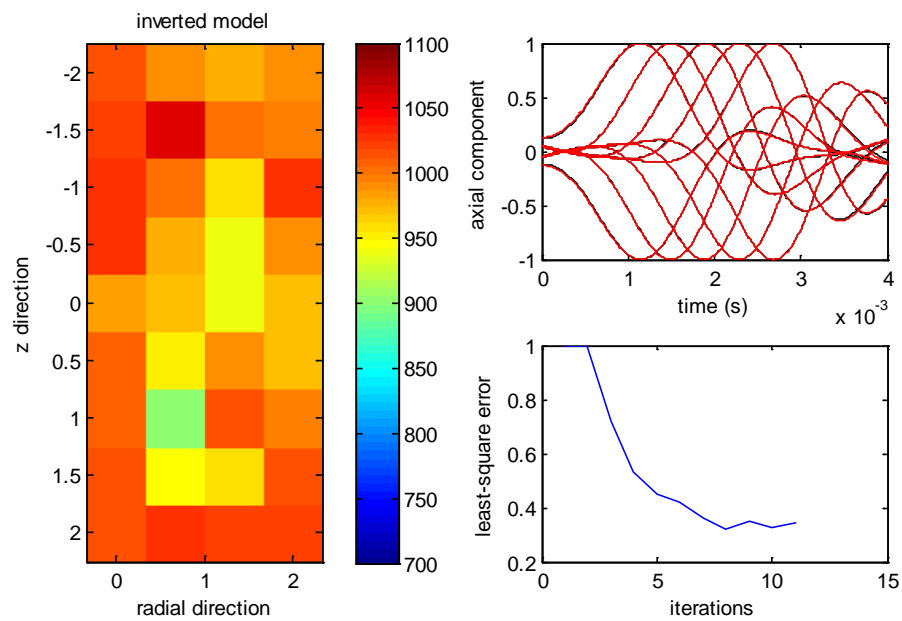 inverted model
z direction
-2
-1.5
-1
-0.5
0
0.5
1
1.5
2
0 1 2
radial direction
1100
1050
1000
950
900
850
800
750
700
axial component
1
0.5
0
-0.5
-1
0 1 2 3 4
time (s)
x 10^-3
least-square error
1
0.8
0.6
0.4
0.2
0 5 10 15
iterations